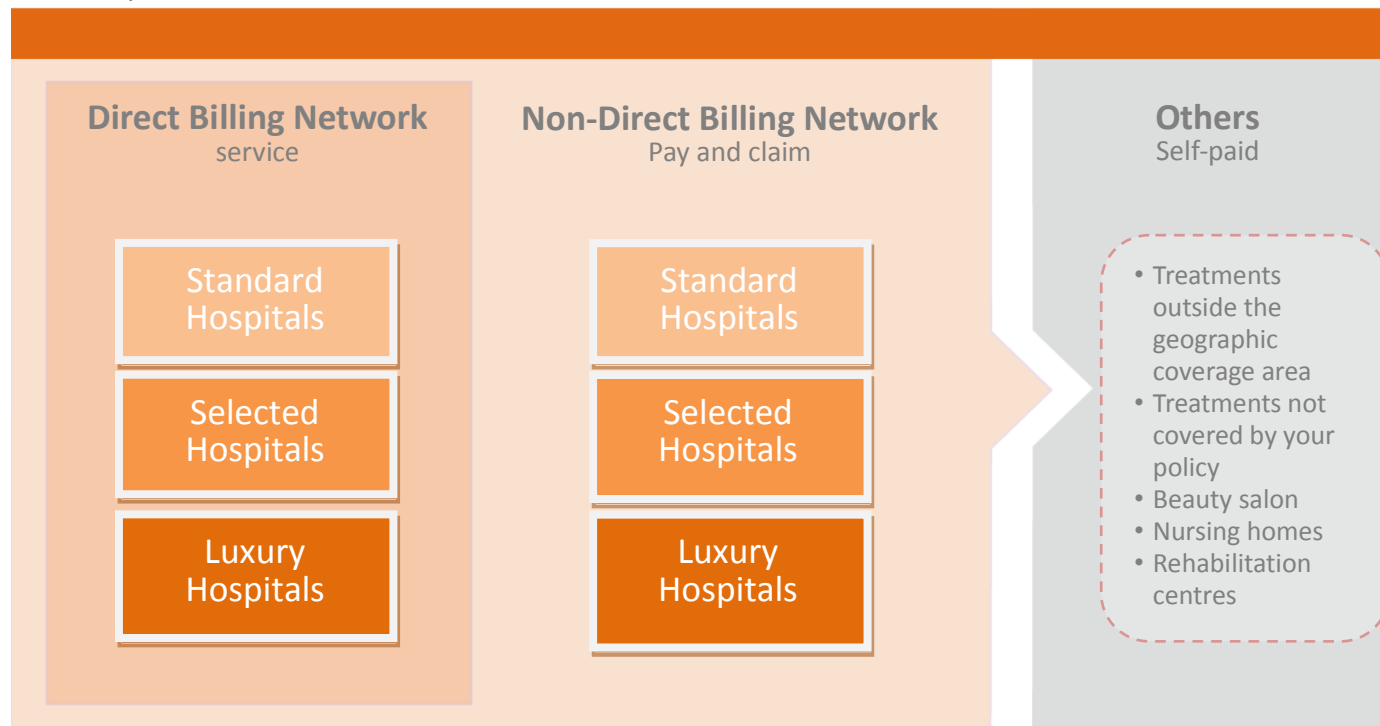 Direct Billing Network
service
Standard
Hospitals
Selected
Hospitals
Luxury
Hospitals
Non-Direct Billing Network
Pay and claim
Standard
Hospitals
Selected
Hospitals
Luxury
Hospitals
Others
Self-paid
• Treatments
outside the
geographic
coverage area
• Treatments not
covered by your
policy
• Beauty salon
• Nursing homes
• Rehabilitation
centres